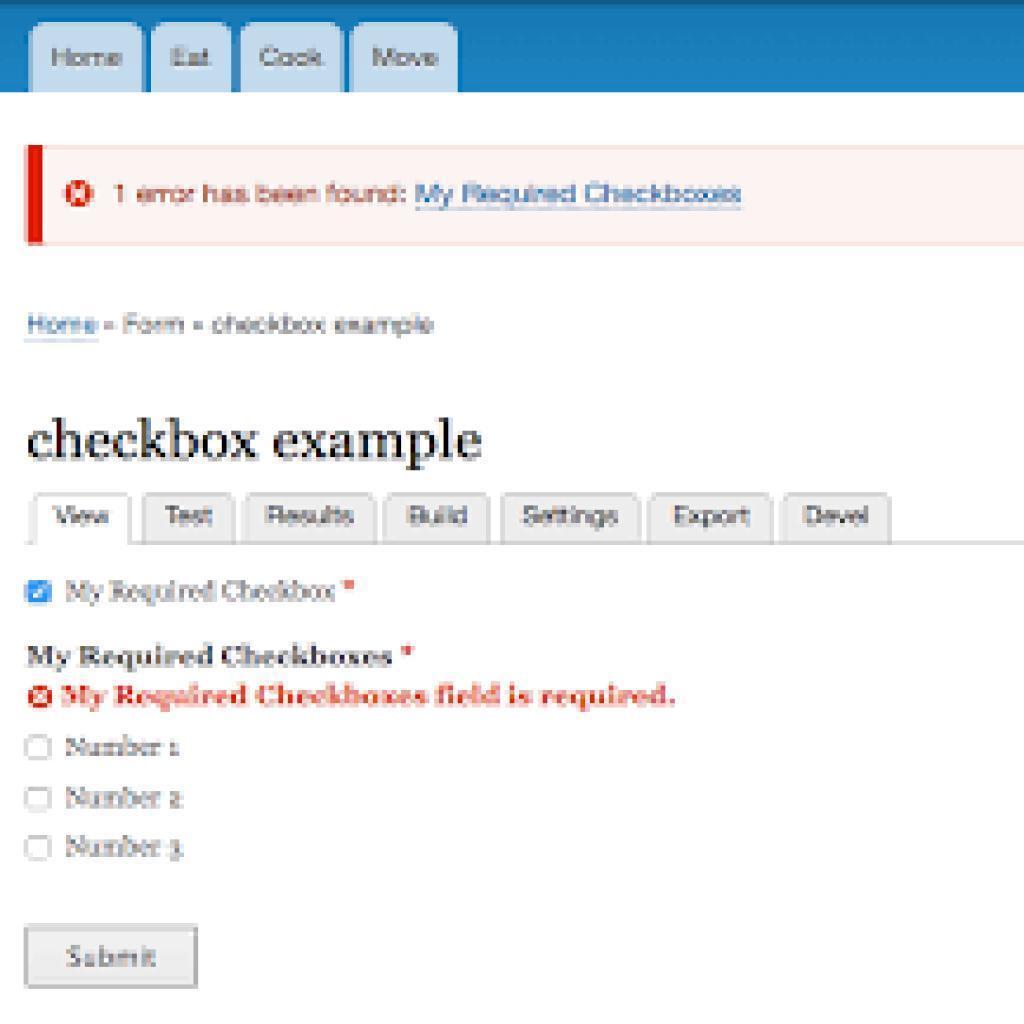 Home Eat Cook Move
1 error has been found: My Required Checkboxes
Home » Form » checkbox example
checkbox example
View Test Results Build Settings Export Devel
My Required Checkbox *
My Required Checkboxes *
My Required Checkboxes field is required.
Number 1
Number 2
Number 3
Submit